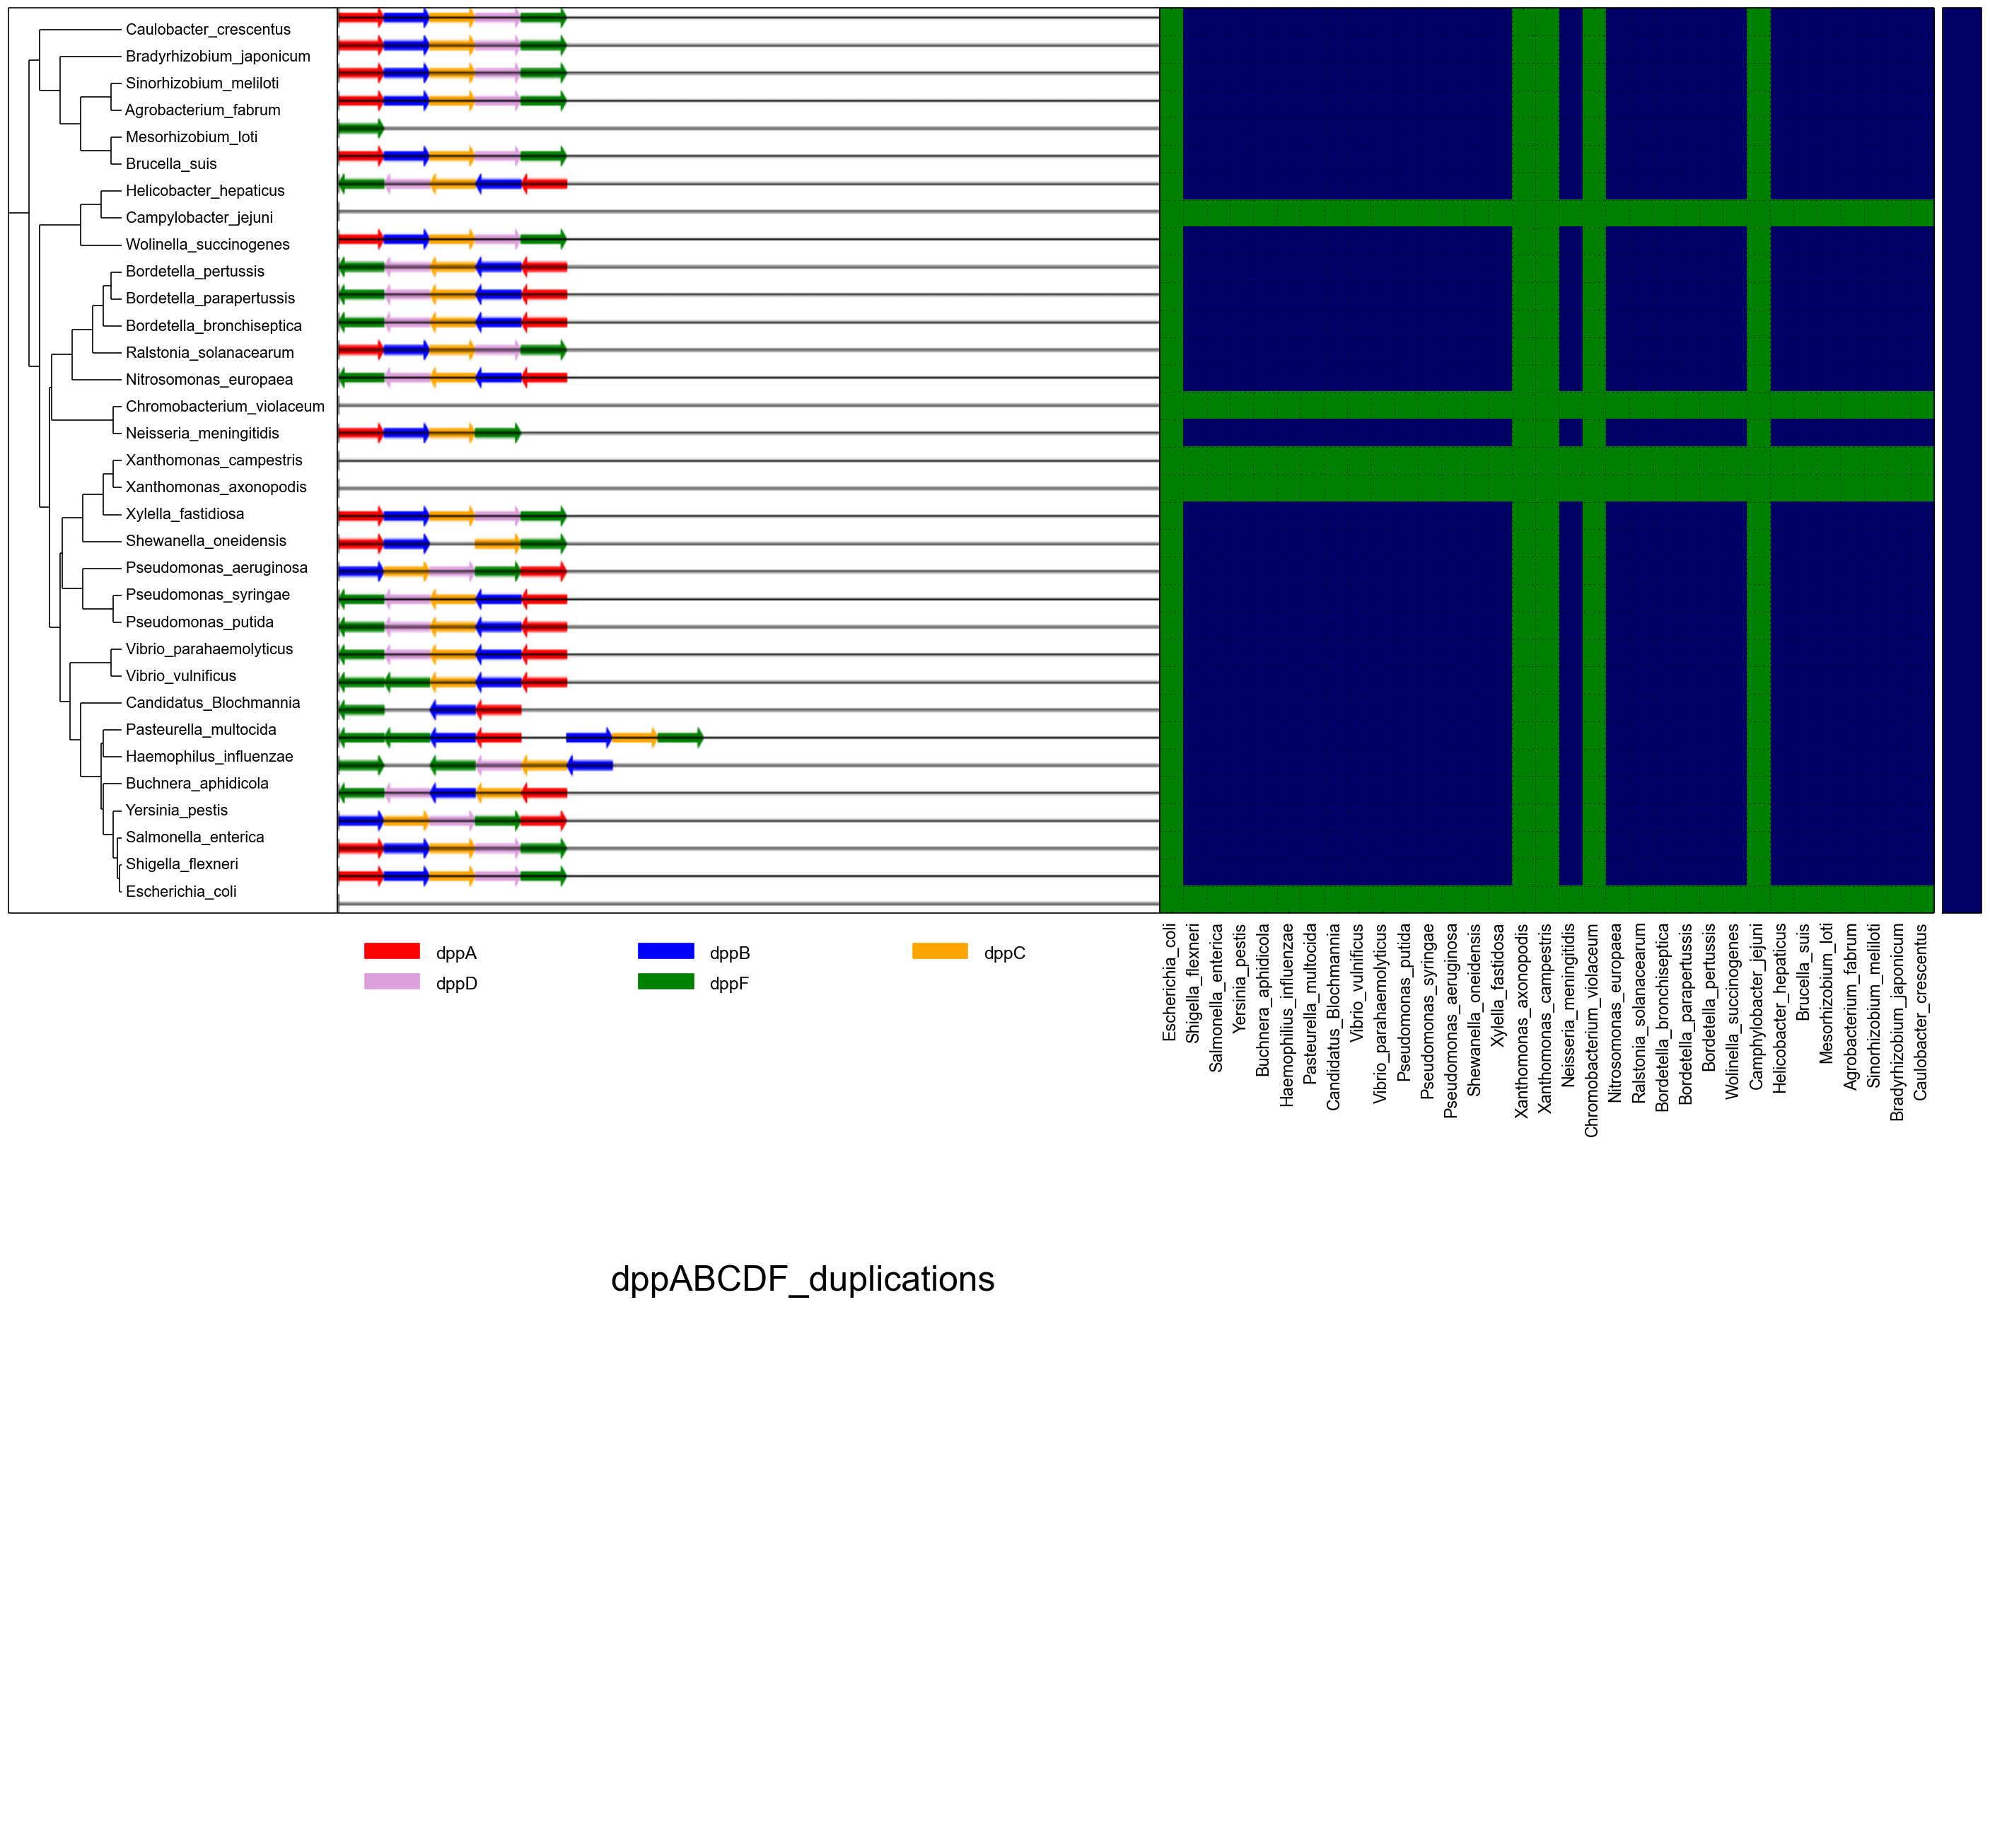 Caulobacter_crescentus
Bradyrhizobium_japonicum
Sinorhizobium_meliloti
Agrobacterium_fabrum
Mesorhizobium_loti
Brucella_suis
Helicobacter_hepaticus
Campylobacter_jejuni
Wolinella_succinogenes
Bordetella_pertussis
Bordetella_parapertussis
Bordetella_bronchiseptica
Ralstonia_solanacearum
Nitrosomonas_europaea
Chromobacterium_violaceum
Neisseria_meningitidis
Xanthomonas_campestris
Xanthomonas_axonopodis
Xylella_fastidiosa
Shewanella_oneidensis
Pseudomonas_aeruginosa
Pseudomonas_syringae
Pseudomonas_putida
Vibrio_parahaemolyticus
Vibrio_vulnificus
Candidatus_Blochmannia
Pasteurella_multocida
Haemophilus_influenzae
Buchnera_aphidicola
Yersinia_pestis
Salmonella_enterica
Shigella_flexneri
Escherichia_coli
Escherichia_coli
Shigella_flexneri
Salmonella_enterica
Yersinia_pestis
Buchnera_aphidicola
Haemophilius_influenzae
Pasteurella_multocida
Candidatus_Blochmannia
Vibrio_vulnificus
Vibrio_parahaemolyticus
Pseudomonas_putida
Pseudomonas_syringae
Pseudomonas_aeruginosa
Shewanella_oneidensis
Xylella_fastidosa
Xanthomonas_axonopodis
Xanthomonas_campestris
Neisseria_meningitidis
Chromobacterium_violaceum
Nitrosomonas_europaea
Ralstonia_solanacearum
Bordetella_bronchiseptica
Bordetella_parapertussis
Bordetella_pertussis
Wolinella_succinogenes
Camphylobacter_jejuni
Helicobacter_hepaticus
Brucella_suis
Mesorhizobium_loti
Agrobacterium_fabrum
Sinorhizobium_meliloti
Bradyrhizobium_japonicum
Caulobacter_crescentus
dppA dppB dppC
dppD dppF
dppABCDF_duplications